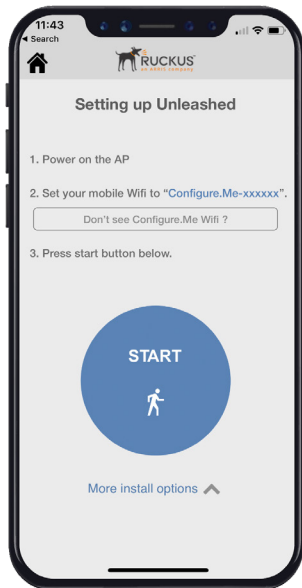 11:43
◀ Search
RUCKUS
an ARRIS company
Setting up Unleashed
1. Power on the AP
2. Set your mobile Wifi to “Configure.Me-xxxxxx”.
Don't see Configure.Me Wifi ?
3. Press start button below.
START
More install options